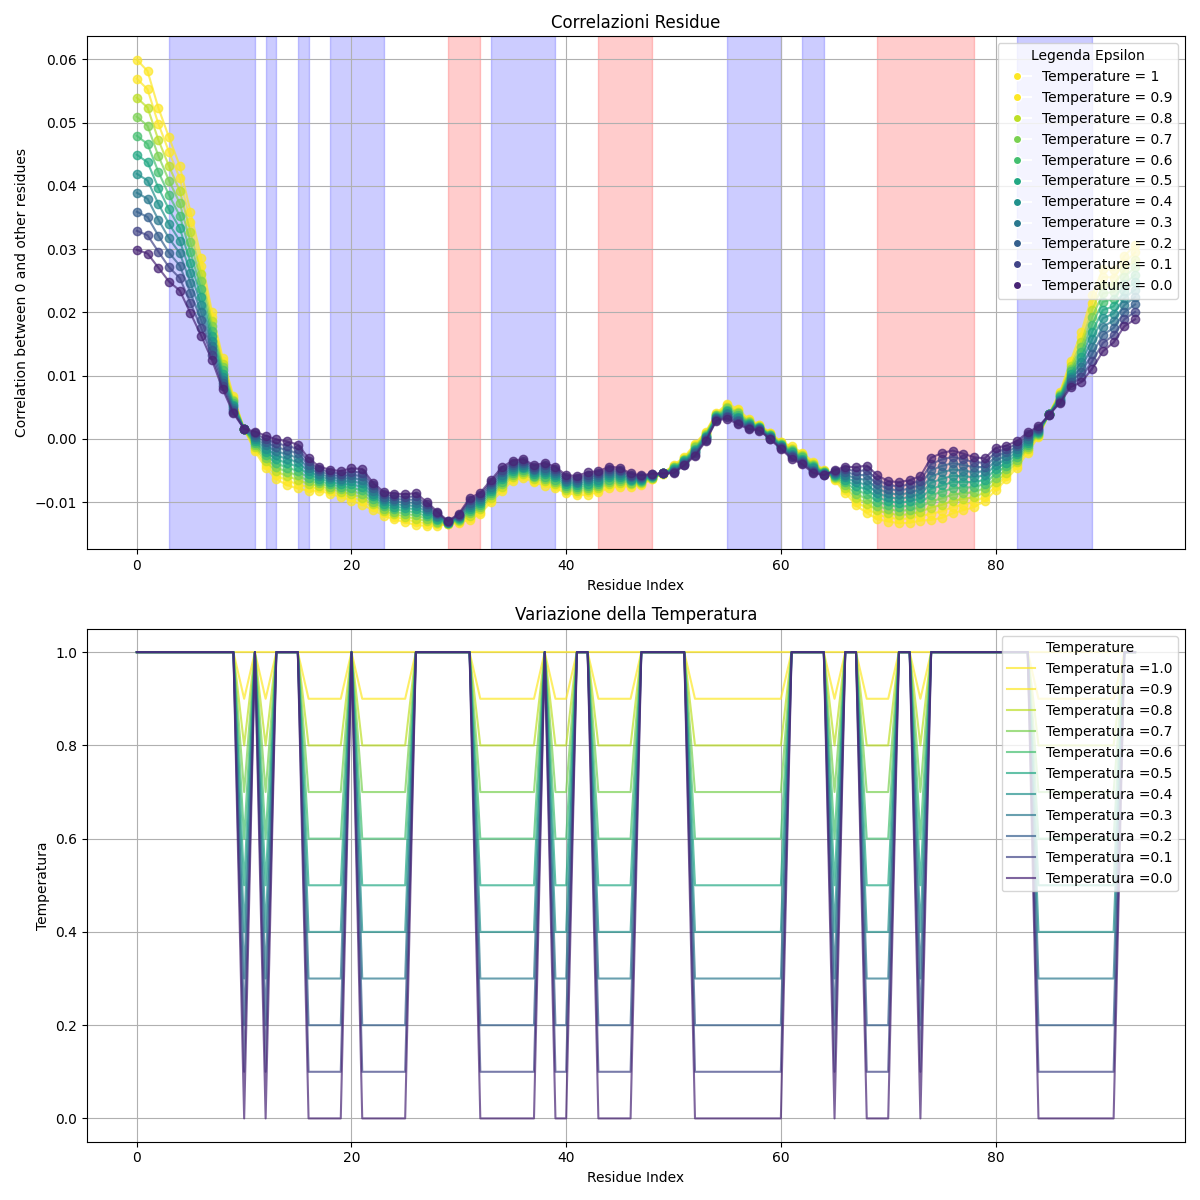 Correlazioni Residue
Correlation between 0 and other residues
0.06
0.05
0.04
0.03
0.02
0.01
0.00
−0.01
Legenda Epsilon
Temperature = 1
Temperature = 0.9
Temperature = 0.8
Temperature = 0.7
Temperature = 0.6
Temperature = 0.5
Temperature = 0.4
Temperature = 0.3
Temperature = 0.2
Temperature = 0.1
Temperature = 0.0
0 20 40 60 80
Residue Index
Variazione della Temperatura
Temperatura
1.0
0.8
0.6
0.4
0.2
0.0
Temperature
Temperatura =1.0
Temperatura =0.9
Temperatura =0.8
Temperatura =0.7
Temperatura =0.6
Temperatura =0.5
Temperatura =0.4
Temperatura =0.3
Temperatura =0.2
Temperatura =0.1
Temperatura =0.0
0 20 40 60 80
Residue Index